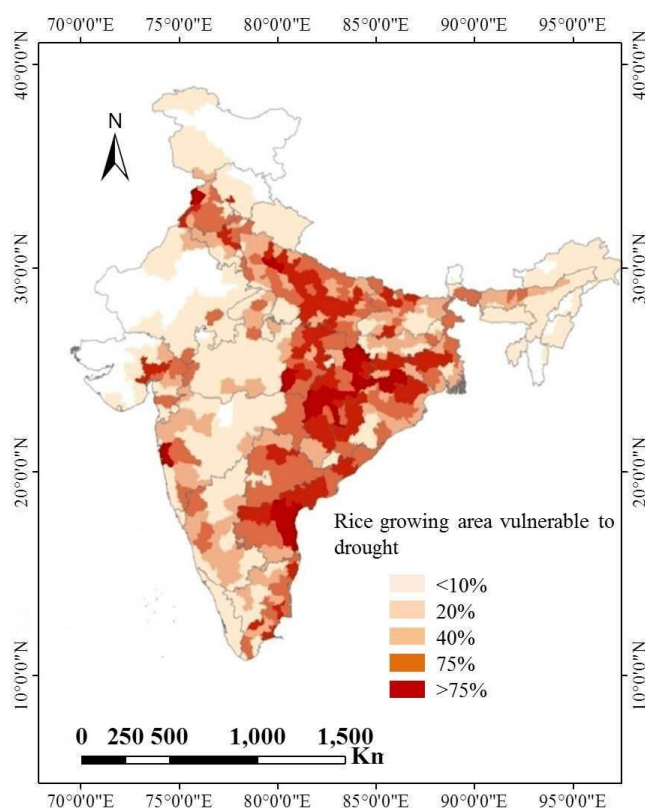 70°0'0"E 75°0'0"E 80°0'0"E 85°0'0"E 90°0'0"E 95°0'0"E
40°0'0"N 40°0'0"N
N
30°0'0"N 30°0'0"N
20°0'0"N 20°0'0"N
Rice growing area vulnerable to
drought
<10%
20%
40%
75%
>75%
10°0'0"N 10°0'0"N
0 250 500 1,000 1,500
Km
70°0'0"E 75°0'0"E 80°0'0"E 85°0'0"E 90°0'0"E 95°0'0"E